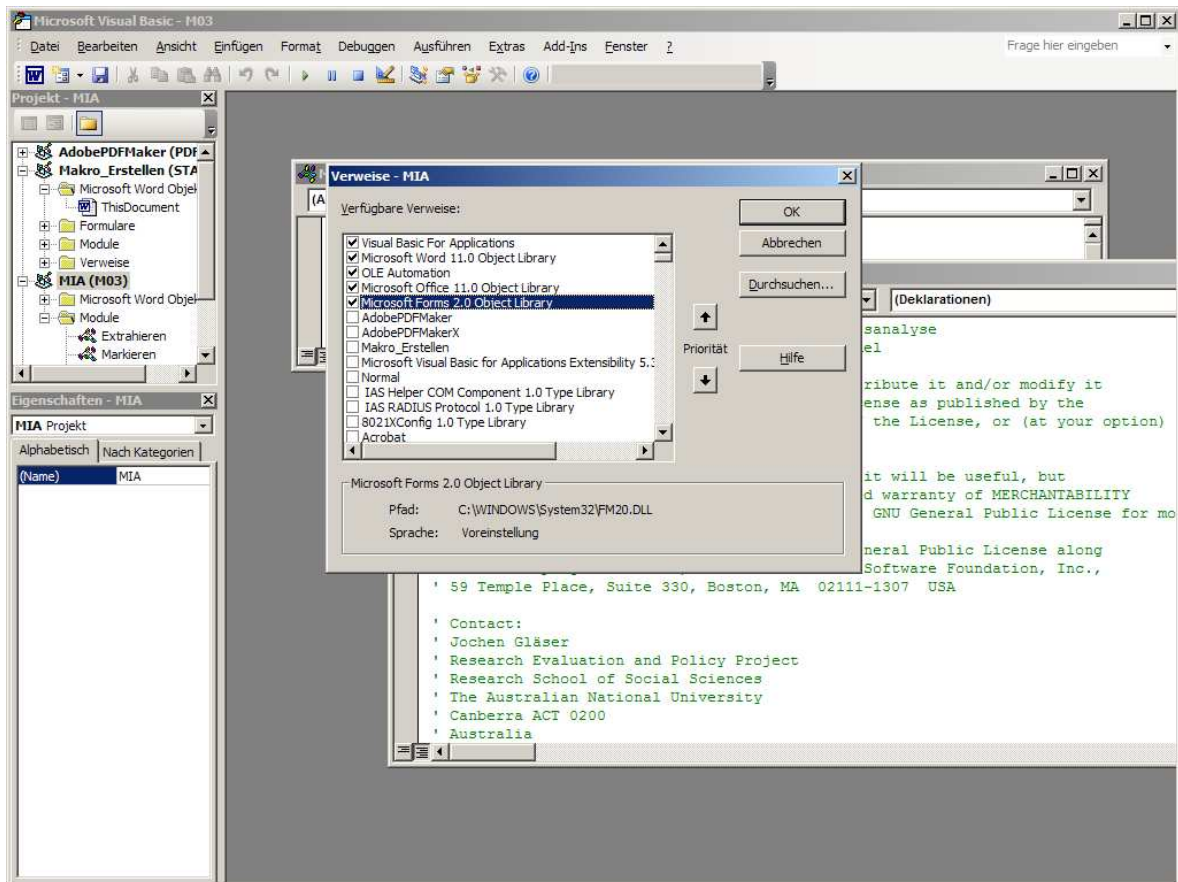 Microsoft Visual Basic - M03
Datei Bearbeiten Ansicht Einfügen Format Debuggen Ausführen Extras Add-Ins Fenster ?
Frage hier eingeben
Projekt - MIA
AdobePDFMaker (PDF
Makro_Erstellen (STA
Microsoft Word Objek
ThisDocument
Formulare
Module
Verweise
MIA (M03)
Microsoft Word Objek
Module
Extrahieren
Markieren
Eigenschaften - MIA
MIA Projekt
Alphabetisch Nach Kategorien
(Name) MIA
(A
Verweise - MIA
Verfügbare Verweise:
Visual Basic For Applications
Microsoft Word 11.0 Object Library
OLE Automation
Microsoft Office 11.0 Object Library
Microsoft Forms 2.0 Object Library
AdobePDFMaker
AdobePDFMakerX
Makro_Erstellen
Microsoft Visual Basic for Applications Extensibility 5.3
Normal
IAS Helper COM Component 1.0 Type Library
IAS RADIUS Protocol 1.0 Type Library
8021XConfig 1.0 Type Library
Acrobat
OK
Abbrechen
Durchsuchen...
Priorität
Hilfe
Microsoft Forms 2.0 Object Library
Pfad: C:\WINDOWS\System32\FM20.DLL
Sprache: Voreinstellung
(Deklarationen)
sanalyse
el
ribute it and/or modify it
ense as published by the
the License, or (at your option)
it will be useful, but
d warranty of MERCHANTABILITY
GNU General Public License for mo
neral Public License along
Software Foundation, Inc.,
' 59 Temple Place, Suite 330, Boston, MA 02111-1307 USA
' Contact:
' Jochen Gläser
' Research Evaluation and Policy Project
' Research School of Social Sciences
' The Australian National University
' Canberra ACT 0200
' Australia